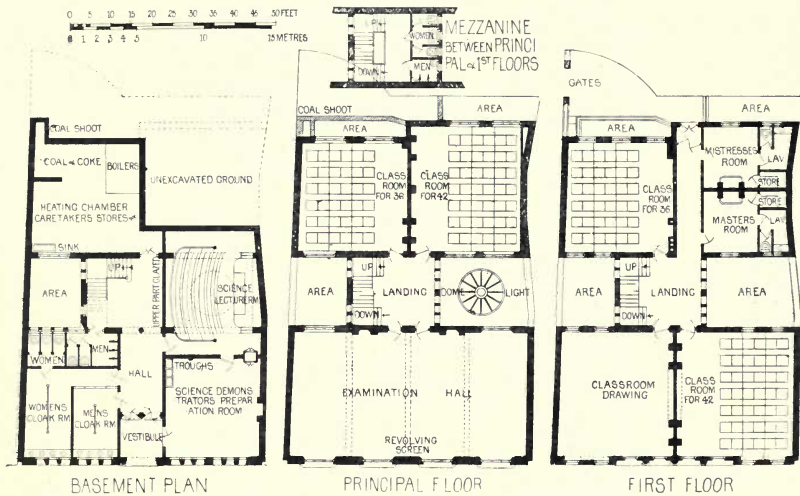 0 5 10 15 20 25 30 35 40 45 50 FEET
0 1 2 3 4 5 10 15 METRES
UP
WOMEN
DOWN
MEN
MEZZANINE
BETWEEN PRINCI
PAL & 1ST FLOORS
COAL SHOOT
COAL & COKE
BOILERS
UNEXCAVATED GROUND
HEATING CHAMBER
CARETAKERS STORES &c
SINK
AREA
UP
UPPER PART GLAZED
SCIENCE
LECTURE RM
WOMEN
MEN
HALL
TROUGHS
SCIENCE DEMONS
TRATORS PREPAR
ATION ROOM
WOMENS
CLOAK RM
MENS
CLOAK RM
VESTIBULE
BASEMENT PLAN
COAL SHOOT
AREA
AREA
CLASS
ROOM
FOR 36
CLASS
ROOM
FOR 42
AREA
UP
DOWN
LANDING
DOME
LIGHT
EXAMINATION HALL
REVOLVING
SCREEN
PRINCIPAL FLOOR
GATES
AREA
AREA
CLASS
ROOM
FOR 36
MISTRESSES
ROOM
LAV
STORE
STORE
MASTERS
ROOM
LAV
AREA
UP
DOWN
LANDING
AREA
CLASSROOM
DRAWING
CLASS
ROOM
FOR 42
FIRST FLOOR